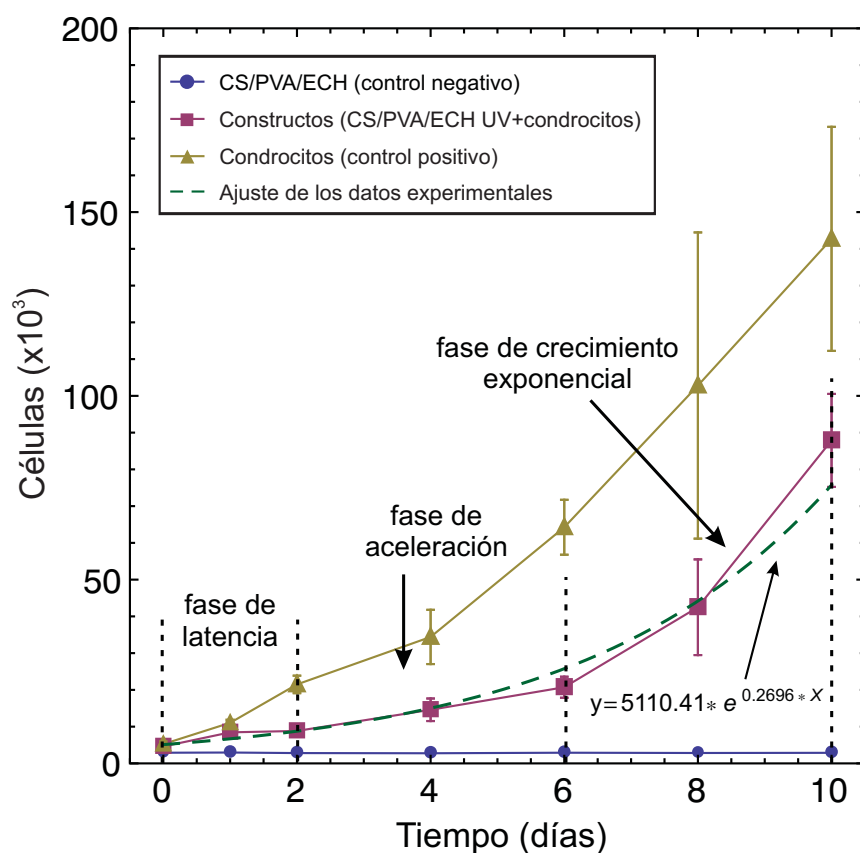 200
150
100
50
0
Células (x10³)
CS/PVA/ECH (control negativo)
Constructos (CS/PVA/ECH UV+condrocitos)
Condrocitos (control positivo)
Ajuste de los datos experimentales
fase de crecimiento
exponencial
fase de
aceleración
fase de
latencia
y=5110.41* e^0.2696*X
0 2 4 6 8 10
Tiempo (días)